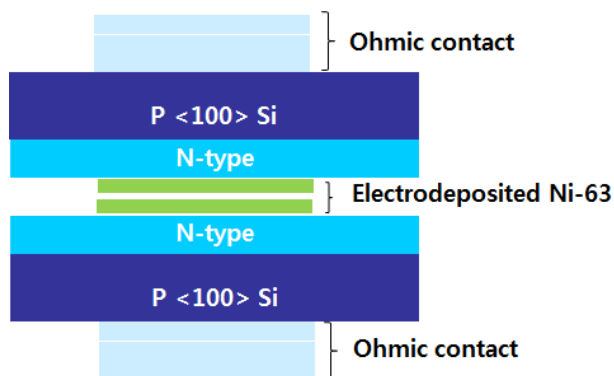 Ohmic contact
P <100> Si
N-type
Electrodeposited Ni-63
N-type
P <100> Si
Ohmic contact